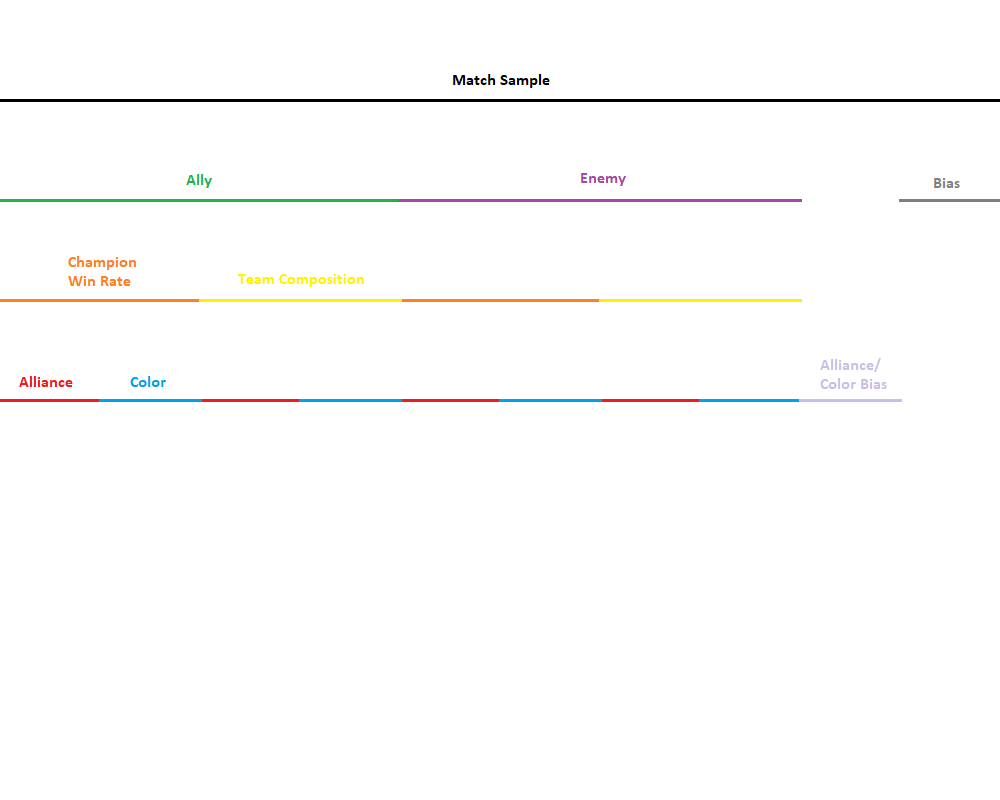 Match Sample
Ally
Enemy
Bias
Champion
Win Rate
Team Composition
Alliance
Color
Alliance/
Color Bias